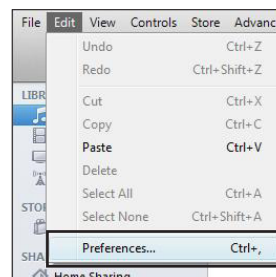 File Edit View Controls Store Advanc
Undo Ctrl+Z
Redo Ctrl+Shift+Z
LIBR
Cut Ctrl+X
Copy Ctrl+C
Paste Ctrl+V
Delete
Select All Ctrl+A
STO
Select None Ctrl+Shift+A
Preferences... Ctrl+,
SHA
Home Sharing